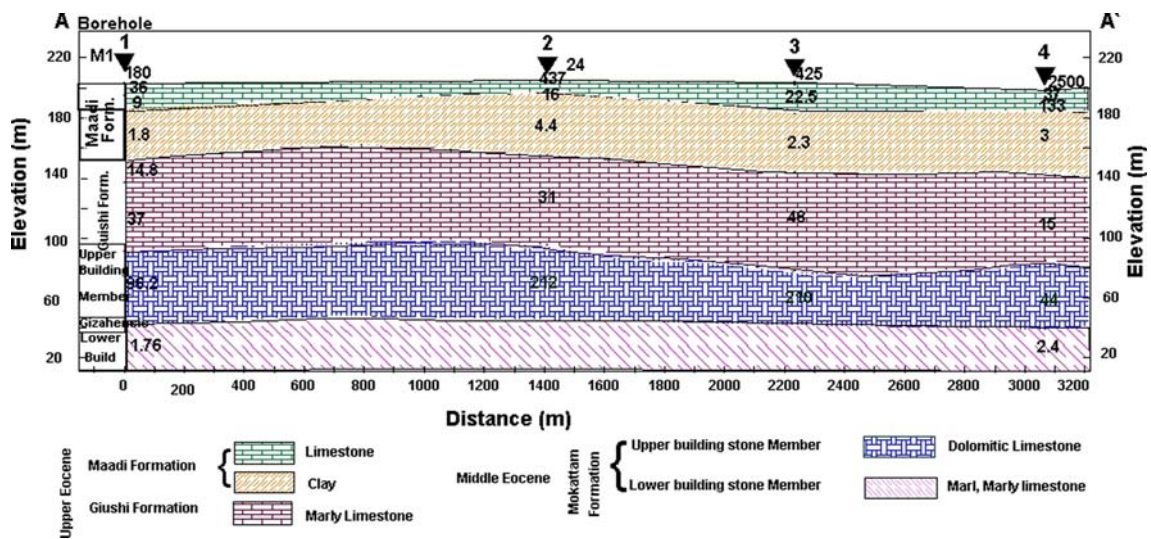 A Borehole A`
1 2 3 4
M1
24
220 220
180 437 425 2500
36 16 22.5 37
9 133
180 180
Maadi Form.
1.8 4.4 2.3 3
14.8
140 140
Guishi Form.
37 31 48 15
100 100
Upper
Building
Member
96.2 212 210 44
60 60
Gizahensis
Lower
Build
1.76 2.4
20 20
Elevation (m) Elevation (m)
0 200 400 600 800 1000 1200 1400 1600 1800 2000 2200 2400 2600 2800 3000 3200
Distance (m)
Upper Eocene
Maadi Formation
Limestone
Clay
Giushi Formation
Marly Limestone
Middle Eocene
Mokattam Formation
Upper building stone Member
Dolomitic Limestone
Lower building stone Member
Marl, Marly limestone